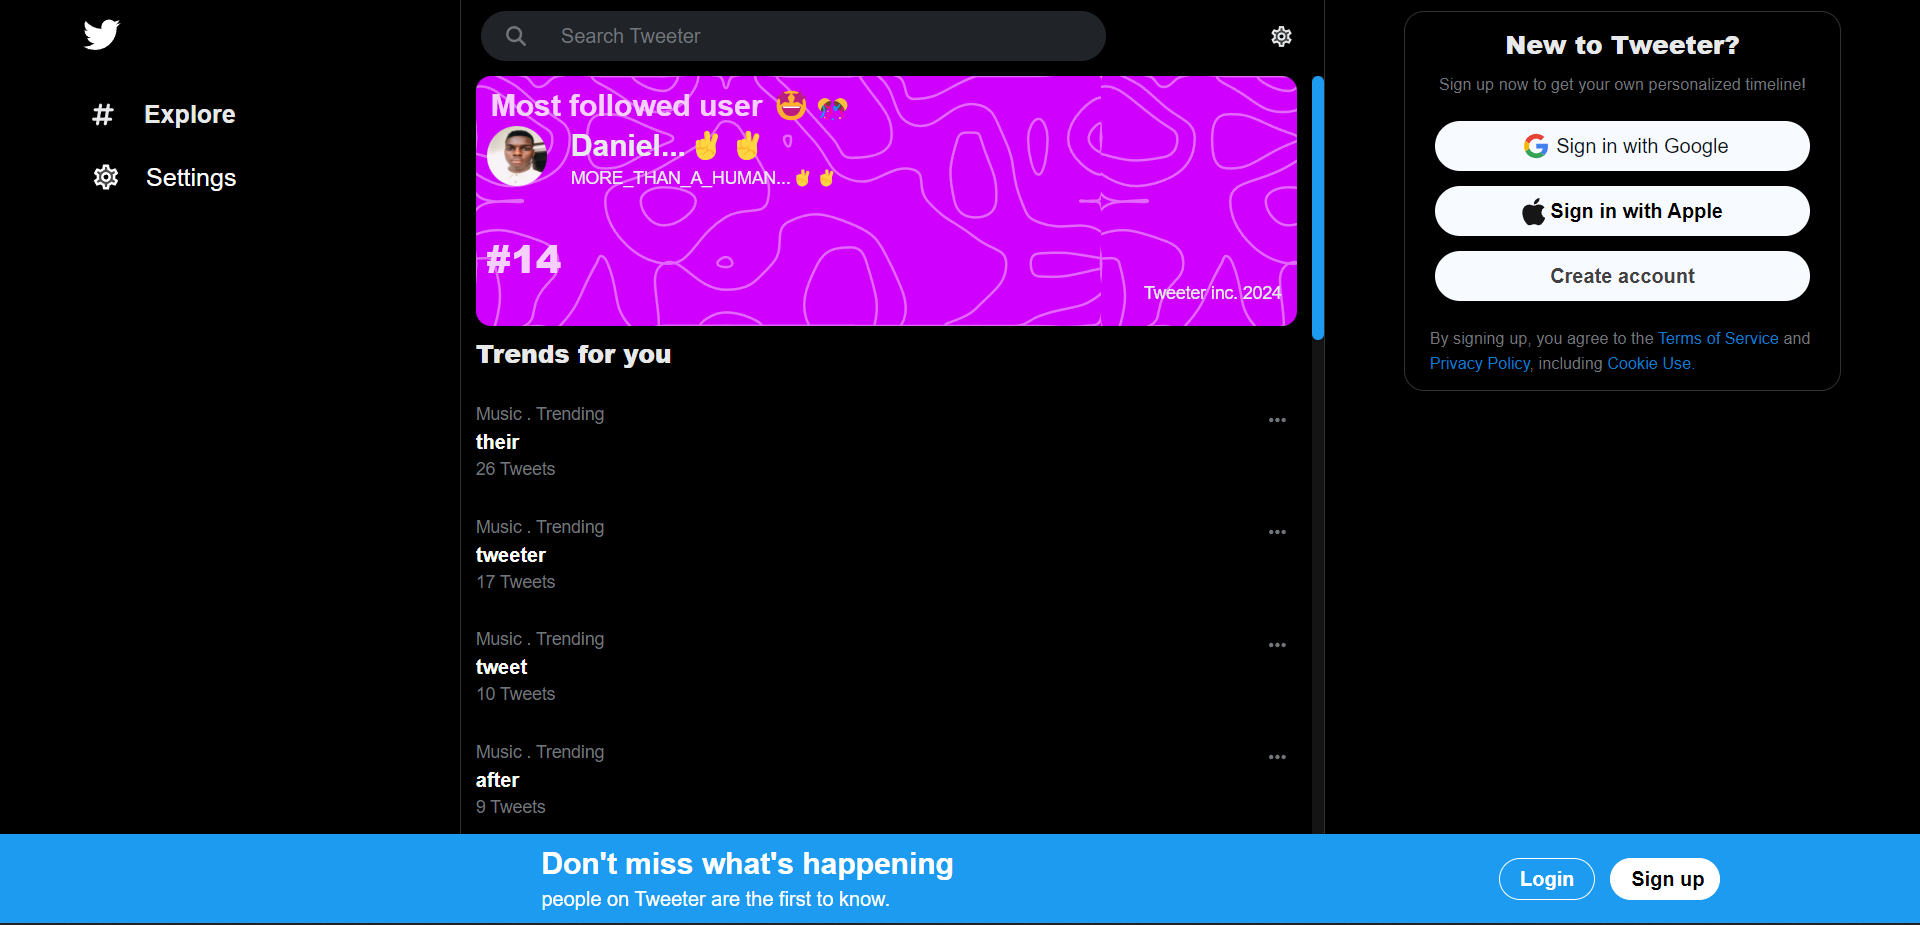 Explore
Settings
Search Tweeter
Most followed user 🤩 🎊
Daniel...✌️ ✌️
MORE_THAN_A_HUMAN...✌️ ✌️
#14
Tweeter inc. 2024
Trends for you
Music . Trending
their
26 Tweets
Music . Trending
tweeter
17 Tweets
Music . Trending
tweet
10 Tweets
Music . Trending
after
9 Tweets
New to Tweeter?
Sign up now to get your own personalized timeline!
Sign in with Google
Sign in with Apple
Create account
By signing up, you agree to the Terms of Service and
Privacy Policy, including Cookie Use.
Don't miss what's happening
people on Tweeter are the first to know.
Login
Sign up